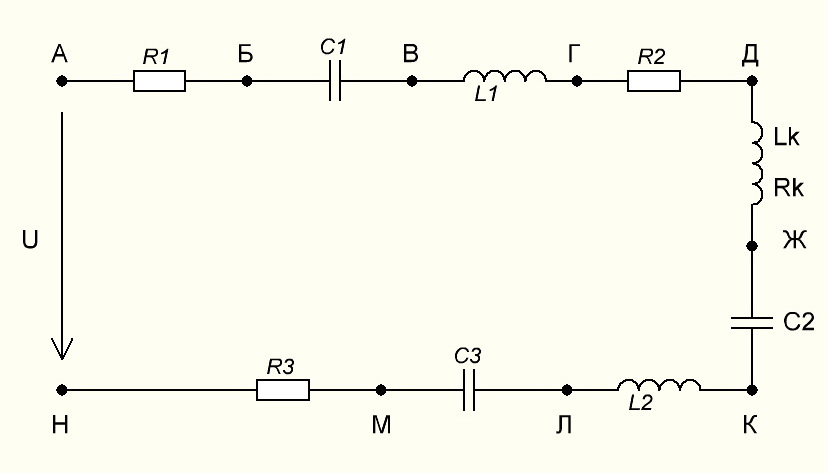 А R1 Б C1 В L1 Г R2 Д
Lk
Rk
U Ж
C2
Н R3 М C3 Л L2 К